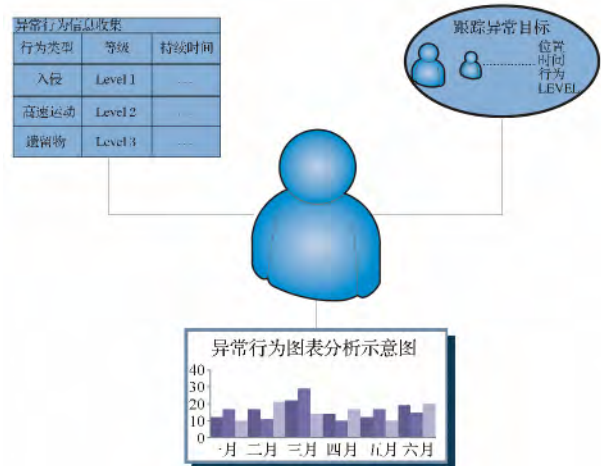 异常行为信息收集
行为类型 等级 持续时间
入侵 Level 1 ……
高速运动 Level 2 ……
遗留物 Level 3 ……
跟踪异常目标
位置
时间
行为
LEVEL
异常行为图表分析示意图
40
30
20
10
0
一月 二月 三月 四月 五月 六月